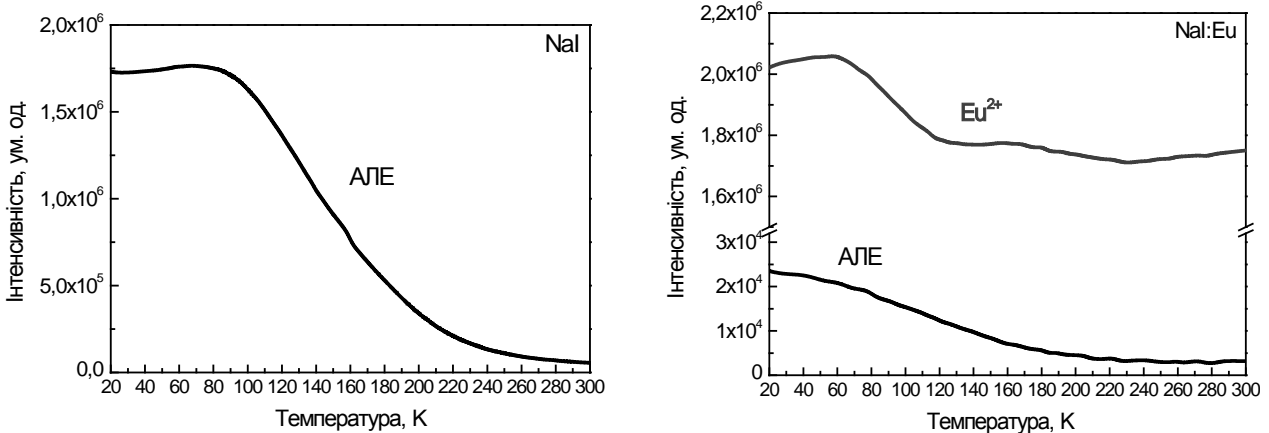 NaI
Інтенсивність, ум. од.
2,0x10⁶
1,5x10⁶
1,0x10⁶
5,0x10⁵
0,0
АЛЕ
20 40 60 80 100 120 140 160 180 200 220 240 260 280 300
Температура, К
NaI:Eu
Інтенсивність, ум. од.
2,2x10⁶
2,0x10⁶
1,8x10⁶
1,6x10⁶
3x10⁴
2x10⁴
1x10⁴
0
Eu²⁺
АЛЕ
20 40 60 80 100 120 140 160 180 200 220 240 260 280 300
Температура, К